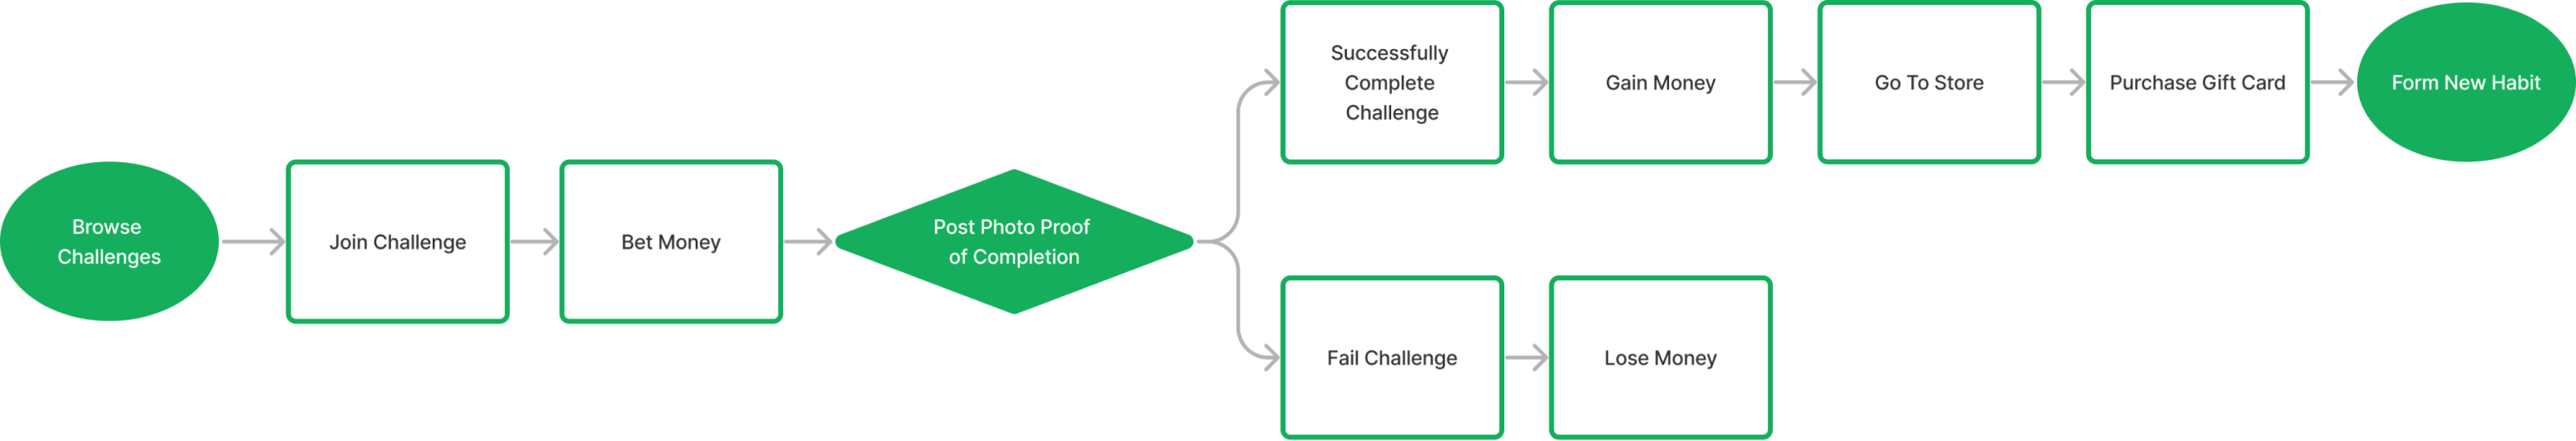 Browse
Challenges
Join Challenge
Bet Money
Post Photo Proof
of Completion
Successfully
Complete
Challenge
Gain Money
Go To Store
Purchase Gift Card
Form New Habit
Fail Challenge
Lose Money